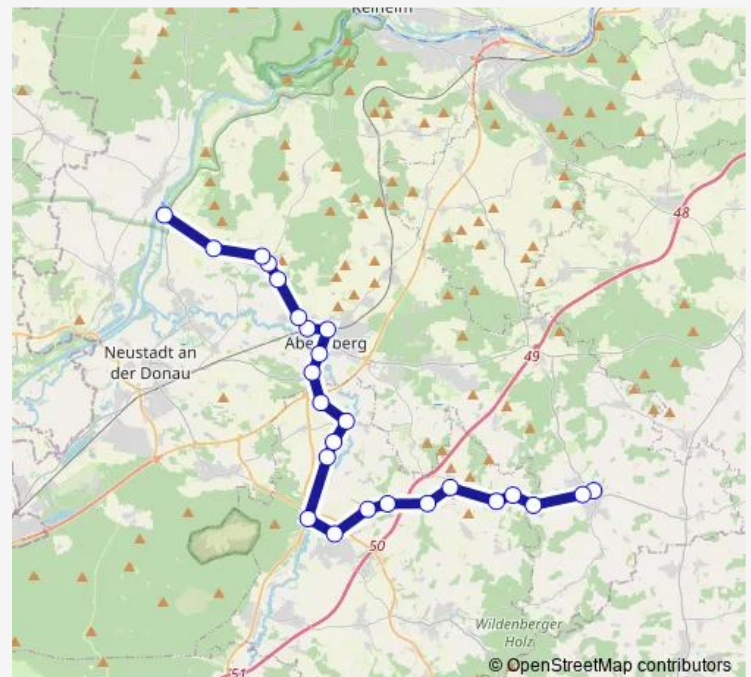 Kelheim
48
49
Abensberg
Neustadt an
der Donau
50
Wildenberger
Holz
51
© OpenStreetMap contributors